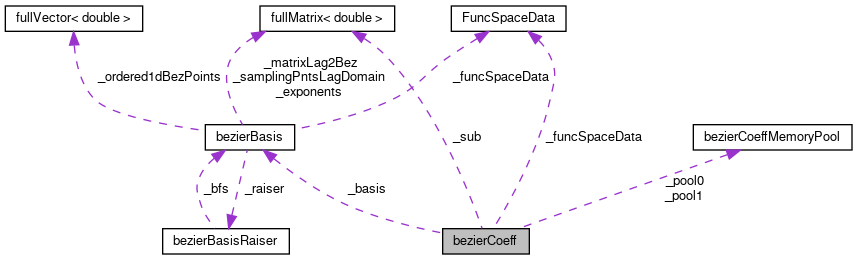 fullVector< double >
fullMatrix< double >
FuncSpaceData
_ordered1dBezPoints
_matrixLag2Bez
_samplingPntsLagDomain
_exponents
_funcSpaceData
bezierBasis
_sub
_funcSpaceData
bezierCoeffMemoryPool
_bfs
_raiser
_basis
_pool0
_pool1
bezierBasisRaiser
bezierCoeff